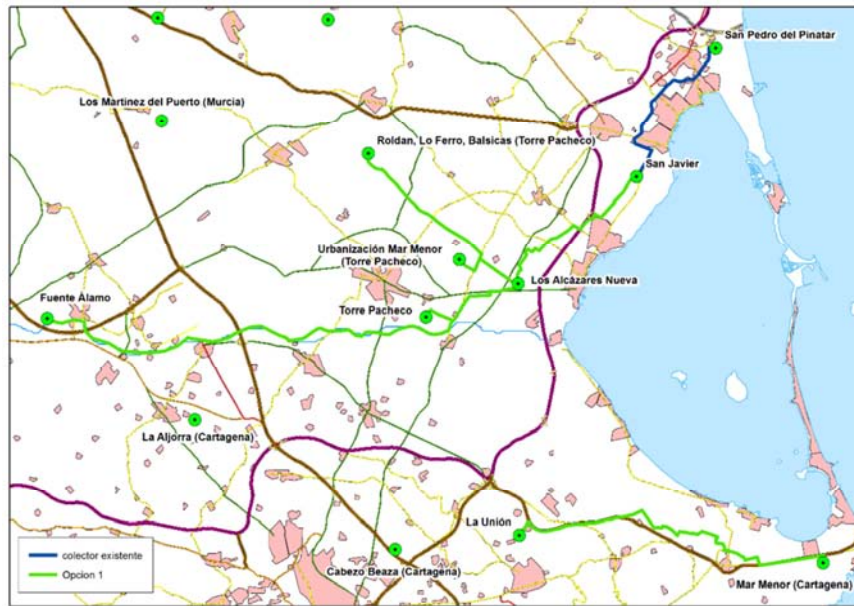 San Pedro del Pinatar
Los Martínez del Puerto (Murcia)
Roldan, Lo Ferro, Balsicas (Torre Pacheco)
San Javier
Urbanización Mar Menor
(Torre Pacheco)
Los Alcázares Nueva
Fuente Álamo
Torre Pacheco
La Aljorra (Cartagena)
La Unión
Cabezo Beaza (Cartagena)
Mar Menor (Cartagena)
colector existente
Opcion 1